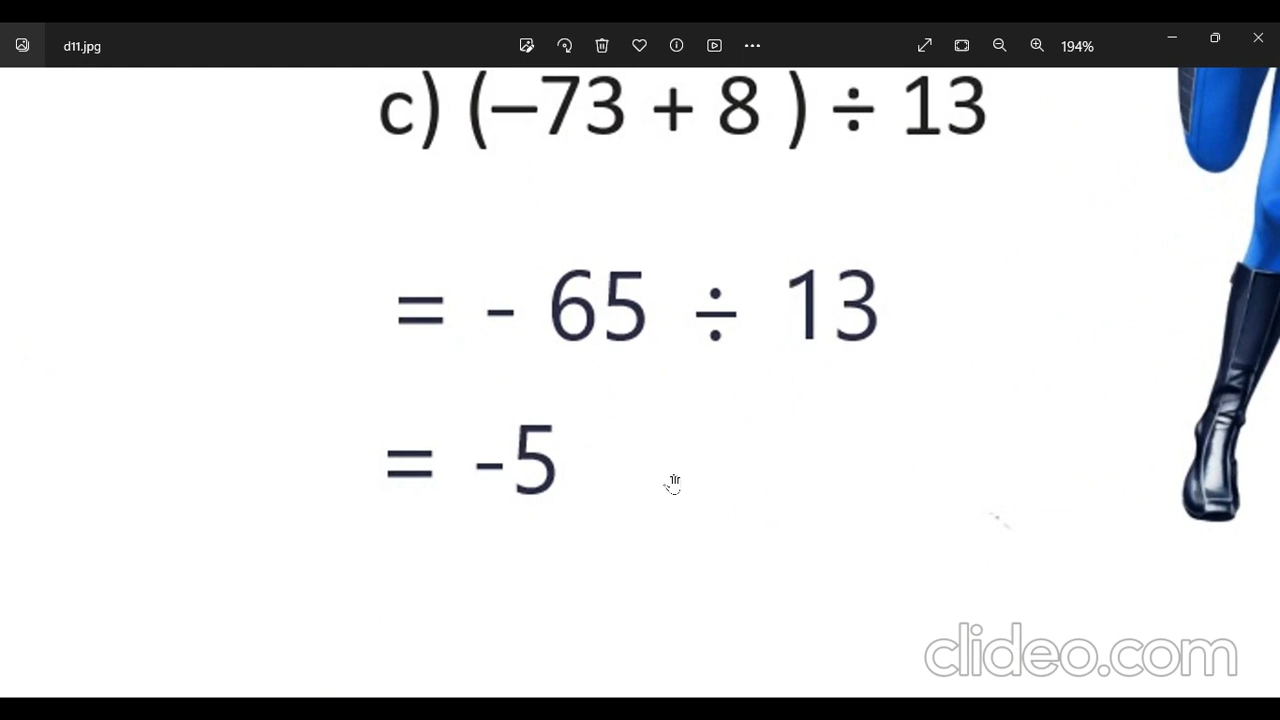 d11.jpg
194%
c) (–73 + 8 ) ÷ 13
= - 65 ÷ 13
= -5
clideo.com